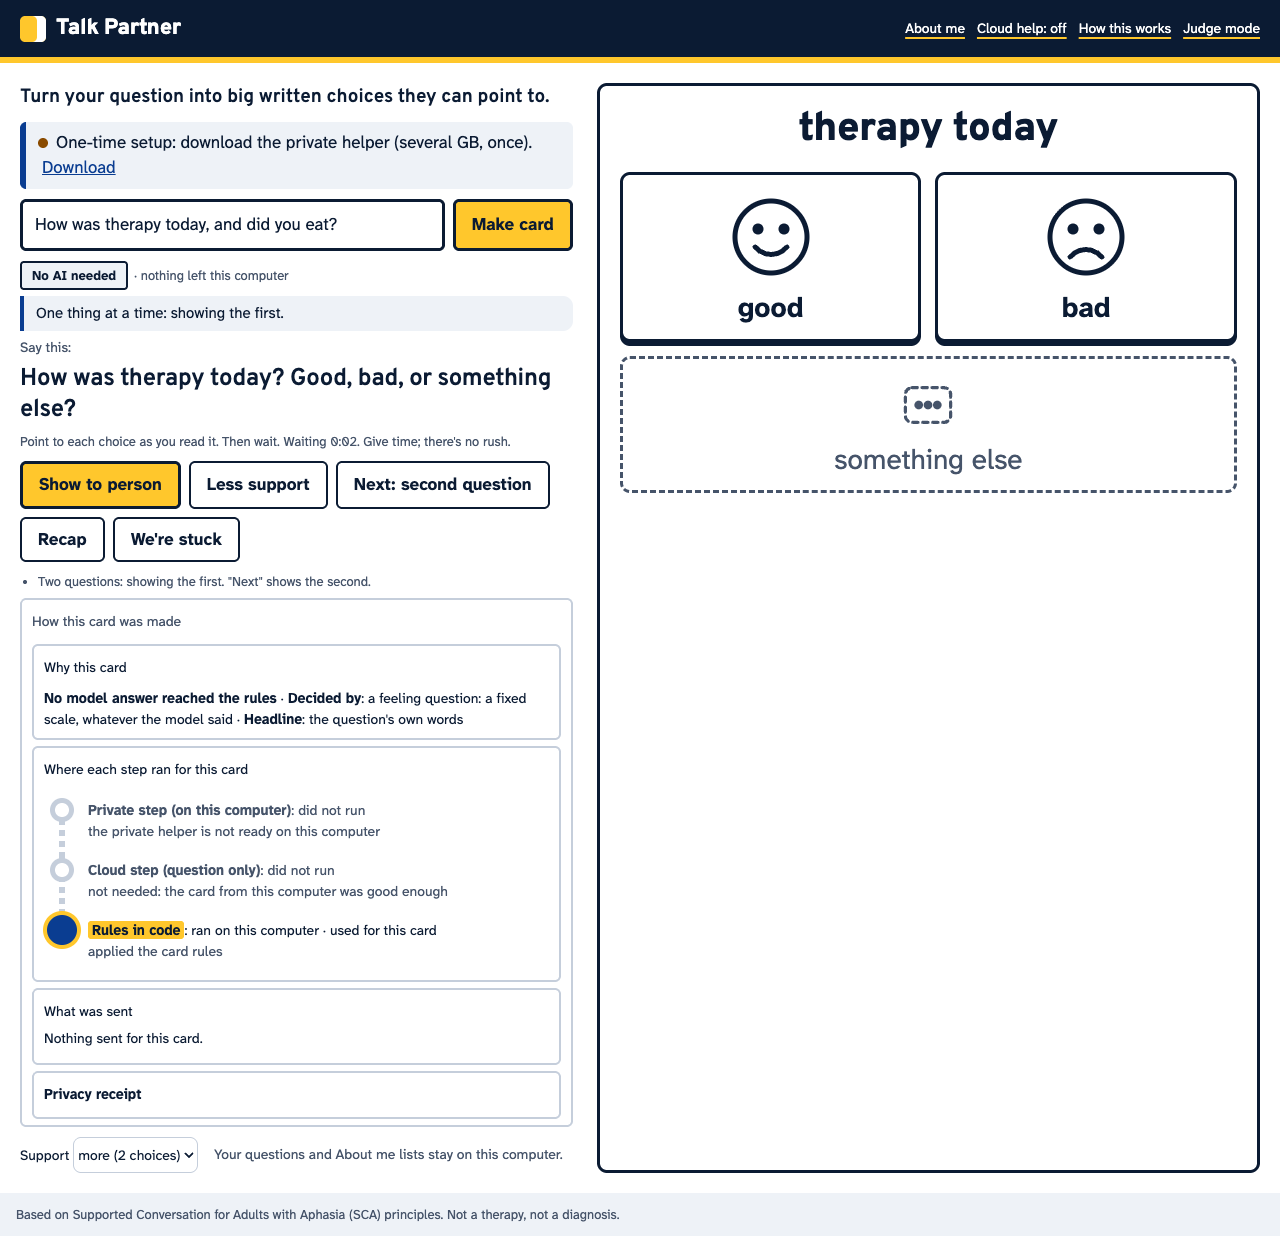 Talk Partner
About me Cloud help: off How this works Judge mode
Turn your question into big written choices they can point to.
One-time setup: download the private helper (several GB, once).
Download
How was therapy today, and did you eat?
Make card
No AI needed · nothing left this computer
One thing at a time: showing the first.
Say this:
How was therapy today? Good, bad, or something
else?
Point to each choice as you read it. Then wait. Waiting 0:02. Give time; there's no rush.
Show to person
Less support
Next: second question
Recap
We're stuck
• Two questions: showing the first. "Next" shows the second.
How this card was made
Why this card
No model answer reached the rules · Decided by: a feeling question: a fixed
scale, whatever the model said · Headline: the question's own words
Where each step ran for this card
Private step (on this computer): did not run
the private helper is not ready on this computer
Cloud step (question only): did not run
not needed: the card from this computer was good enough
Rules in code: ran on this computer · used for this card
applied the card rules
What was sent
Nothing sent for this card.
Privacy receipt
Support more (2 choices) Your questions and About me lists stay on this computer.
therapy today
good
bad
something else
Based on Supported Conversation for Adults with Aphasia (SCA) principles. Not a therapy, not a diagnosis.